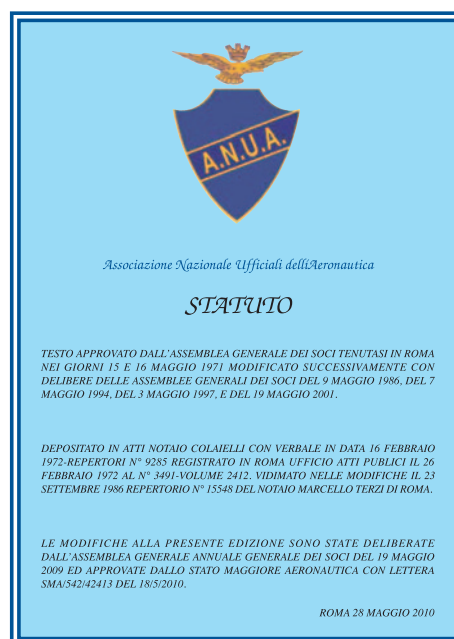 A.N.U.A.
Associazione Nazionale Ufficiali delliAeronautica
STATUTO
TESTO APPROVATO DALL'ASSEMBLEA GENERALE DEI SOCI TENUTASI IN ROMA
NEI GIORNI 15 E 16 MAGGIO 1971 MODIFICATO SUCCESSIVAMENTE CON
DELIBERE DELLE ASSEMBLEE GENERALI DEI SOCI DEL 9 MAGGIO 1986, DEL 7
MAGGIO 1994, DEL 3 MAGGIO 1997, E DEL 19 MAGGIO 2001.
DEPOSITATO IN ATTI NOTAIO COLAIELLI CON VERBALE IN DATA 16 FEBBRAIO
1972-REPERTORI N° 9285 REGISTRATO IN ROMA UFFICIO ATTI PUBLICI IL 26
FEBBRAIO 1972 AL N° 3491-VOLUME 2412. VIDIMATO NELLE MODIFICHE IL 23
SETTEMBRE 1986 REPERTORIO N° 15548 DEL NOTAIO MARCELLO TERZI DI ROMA.
LE MODIFICHE ALLA PRESENTE EDIZIONE SONO STATE DELIBERATE
DALL'ASSEMBLEA GENERALE ANNUALE GENERALE DEI SOCI DEL 19 MAGGIO
2009 ED APPROVATE DALLO STATO MAGGIORE AERONAUTICA CON LETTERA
SMA/542/42413 DEL 18/5/2010.
ROMA 28 MAGGIO 2010